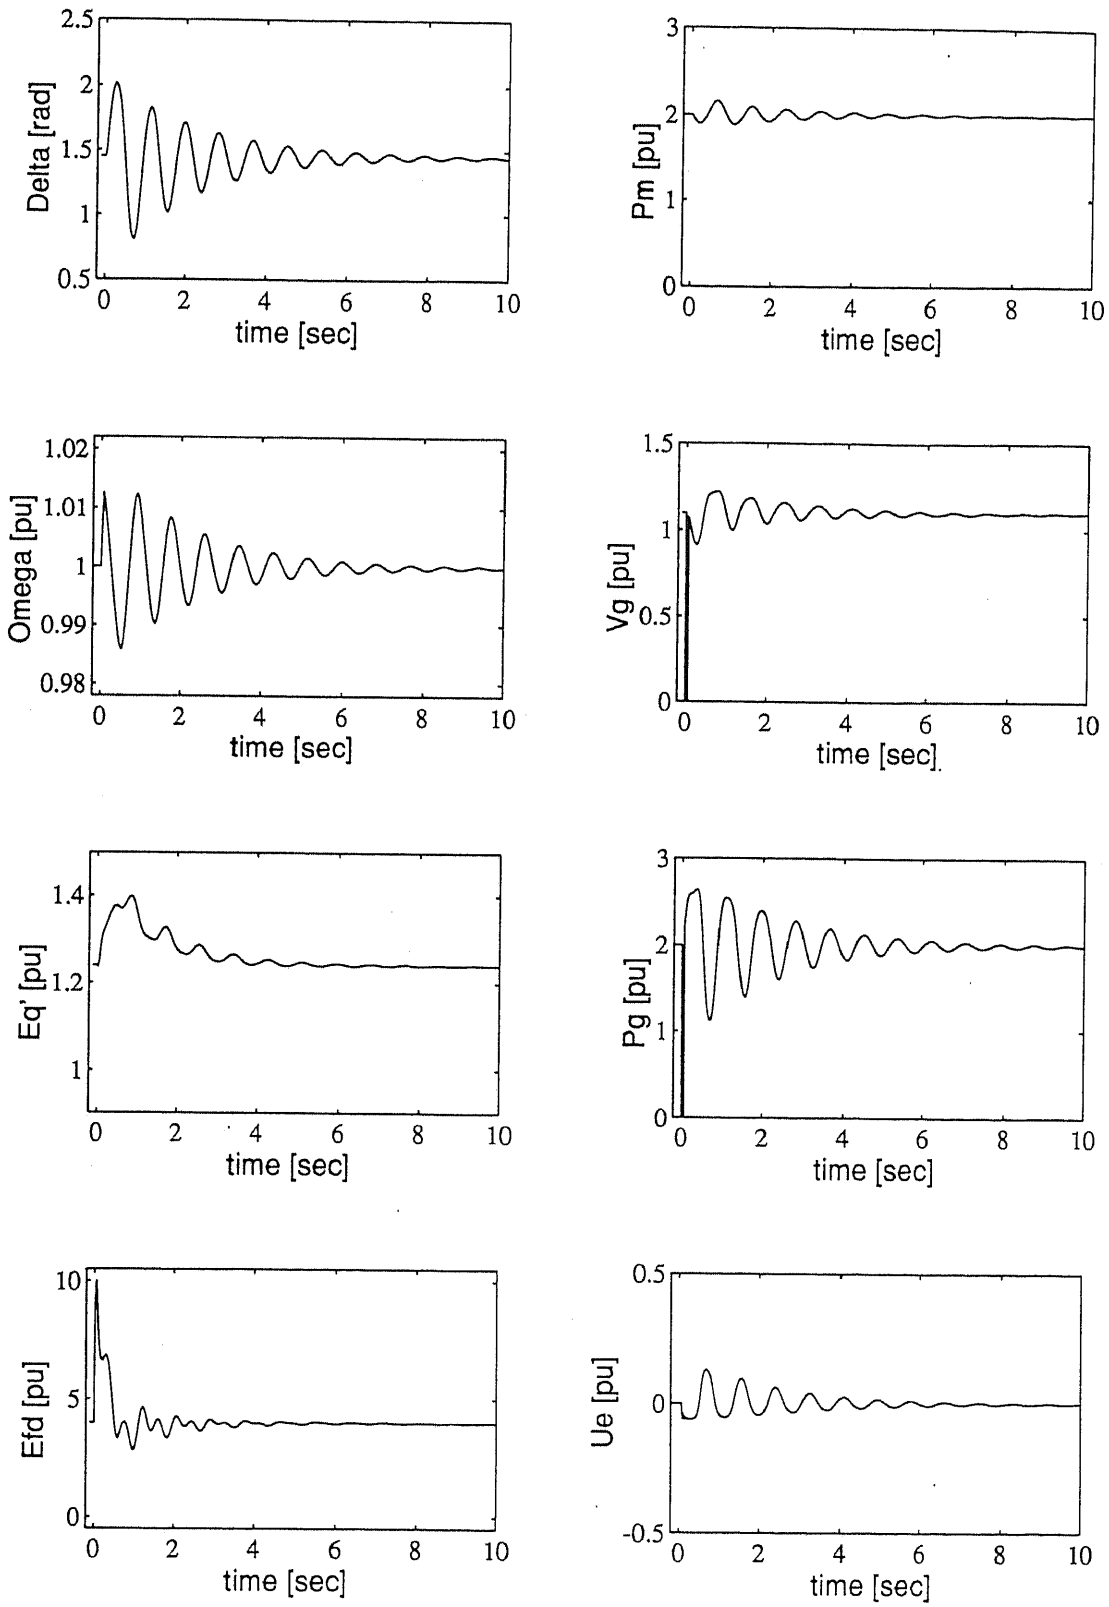 2.5
2
1.5
1
0.5
Delta [rad]
0 2 4 6 8 10
time [sec]
3
2
1
0
Pm [pu]
0 2 4 6 8 10
time [sec]
1.02
1.01
1
0.99
0.98
Omega [pu]
0 2 4 6 8 10
time [sec]
1.5
1
0.5
0
Vg [pu]
0 2 4 6 8 10
time [sec]
1.4
1.2
1
Eq' [pu]
0 2 4 6 8 10
time [sec]
3
2
1
0
Pg [pu]
0 2 4 6 8 10
time [sec]
10
5
0
Efd [pu]
0 2 4 6 8 10
time [sec]
0.5
0
-0.5
Ue [pu]
0 2 4 6 8 10
time [sec]